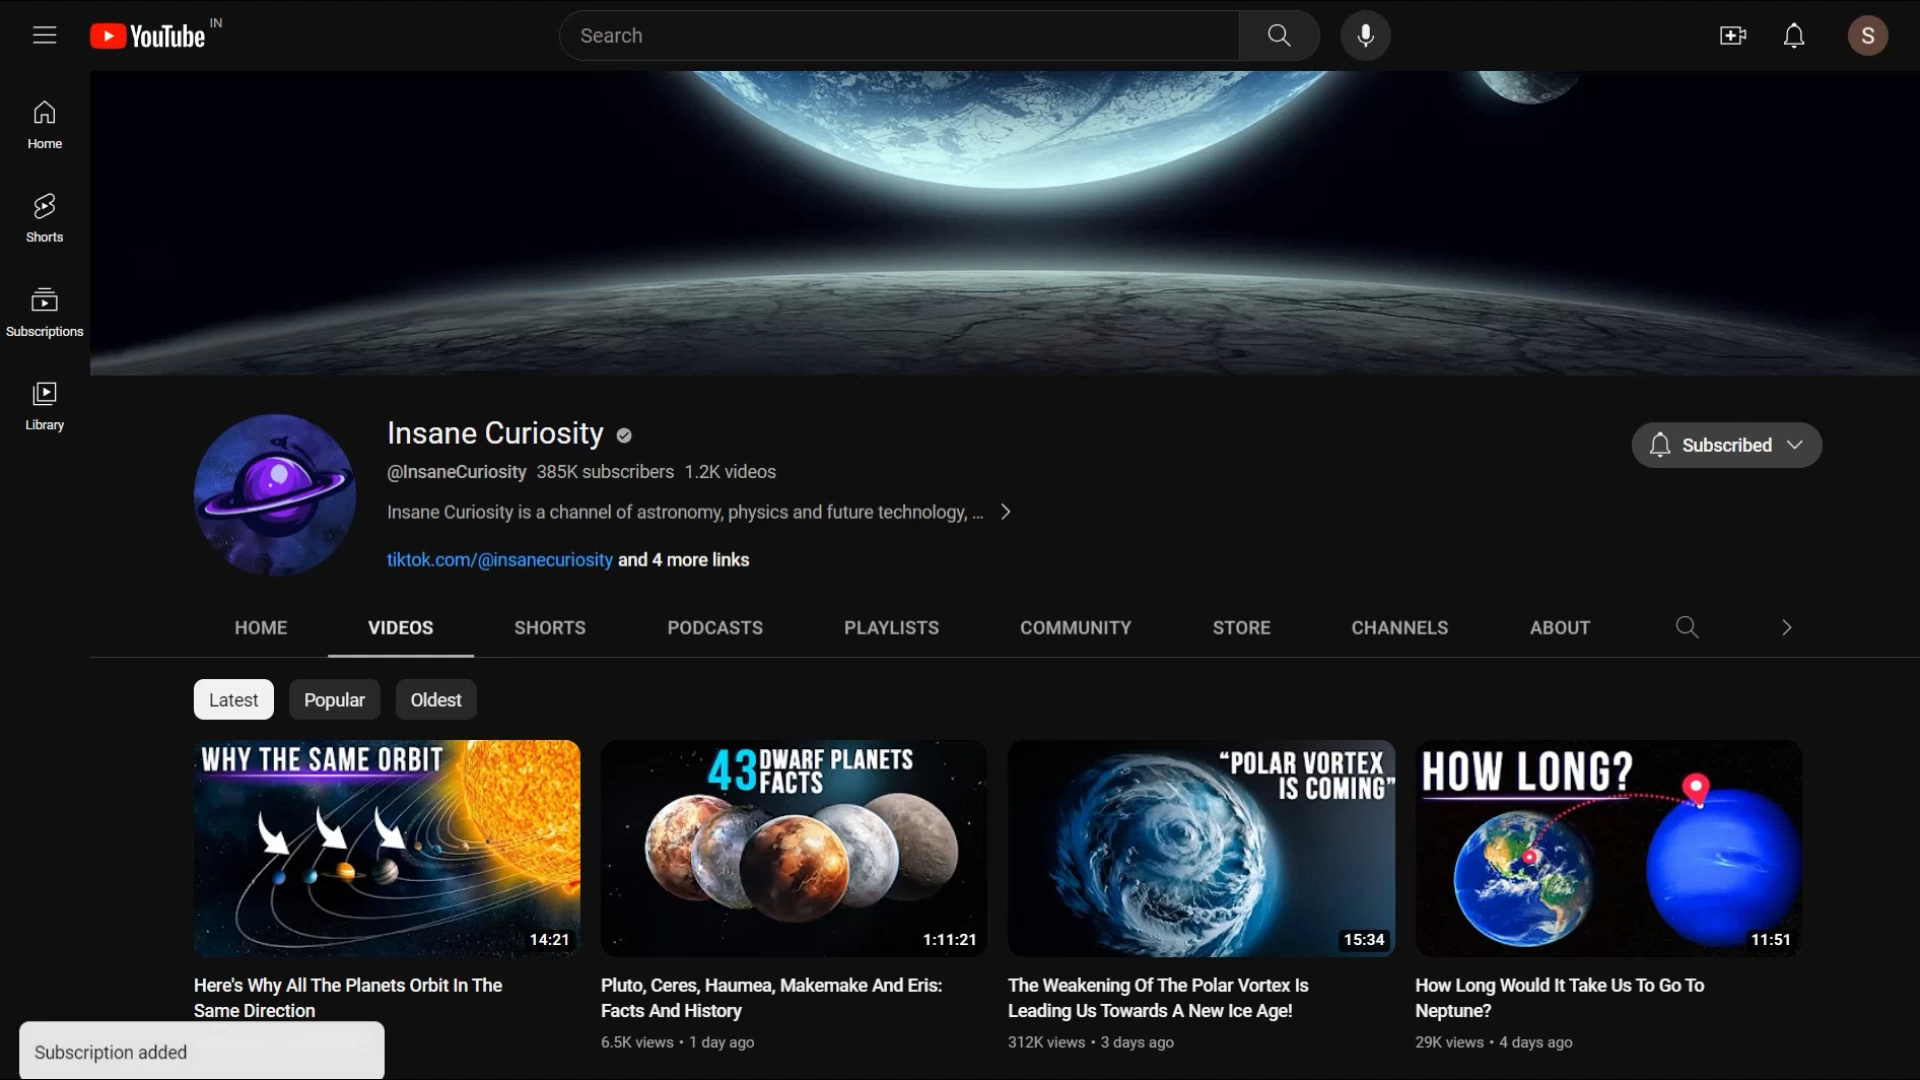 YouTube IN
Search
S
Home
Shorts
Subscriptions
Library
Insane Curiosity
@InsaneCuriosity 385K subscribers 1.2K videos
Insane Curiosity is a channel of astronomy, physics and future technology, ...
tiktok.com/@insanecuriosity and 4 more links
Subscribed
HOME VIDEOS SHORTS PODCASTS PLAYLISTS COMMUNITY STORE CHANNELS ABOUT
Latest Popular Oldest
WHY THE SAME ORBIT
14:21
Here's Why All The Planets Orbit In The
Same Direction
43 DWARF PLANETS
FACTS
1:11:21
Pluto, Ceres, Haumea, Makemake And Eris:
Facts And History
6.5K views • 1 day ago
“POLAR VORTEX
IS COMING”
15:34
The Weakening Of The Polar Vortex Is
Leading Us Towards A New Ice Age!
312K views • 3 days ago
HOW LONG?
11:51
How Long Would It Take Us To Go To
Neptune?
29K views • 4 days ago
Subscription added